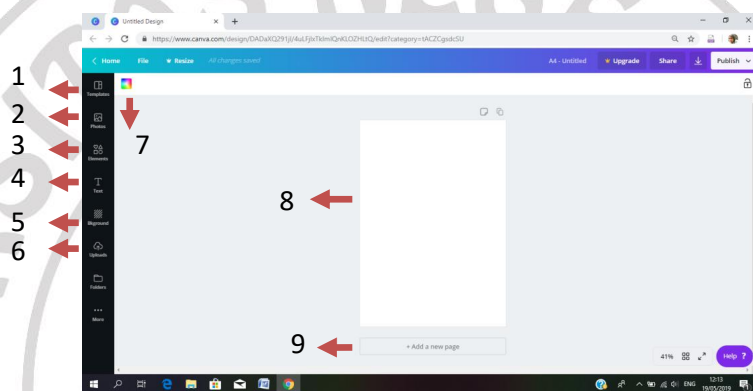 Untitled Design
https://www.canva.com/design/DADaXQ291jI/4uLFjlsTklmlQnKLOZHUtQ/edit?category=tACZCgsdcSU
Home File Resize All changes saved A4 - Untitled Upgrade Share Publish
1 Templates
2 Photos
7
3 Elements
4 Text
8
5 Bkground
6 Uploads
Folders
More
9 + Add a new page
41% Help ?
ENG 12:13
19/05/2019